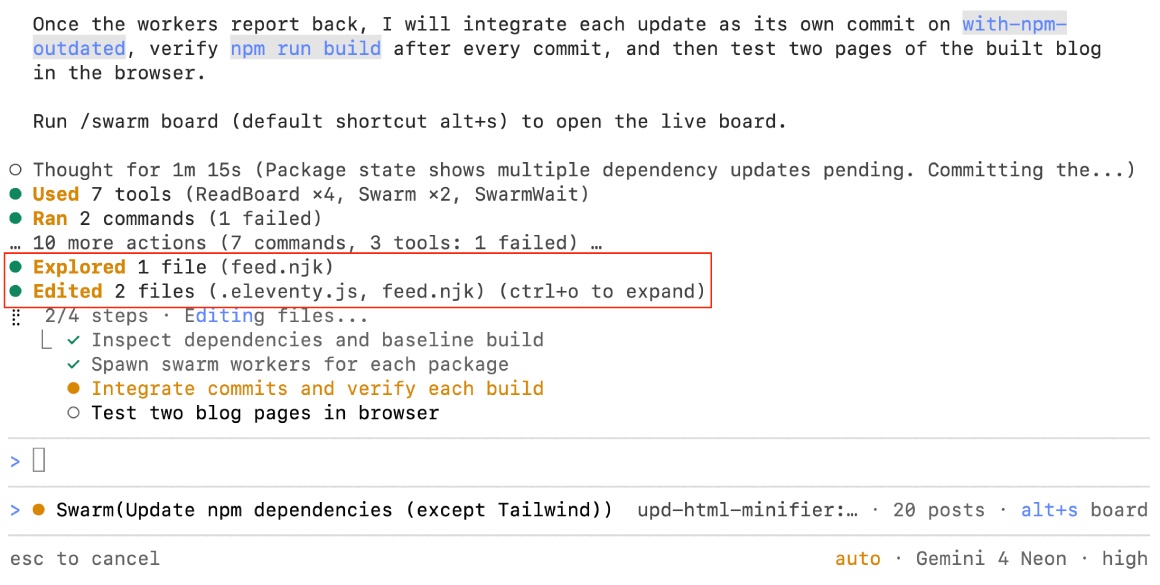 Once the workers report back, I will integrate each update as its own commit on with-npm-
outdated, verify npm run build after every commit, and then test two pages of the built blog
in the browser.
Run /swarm board (default shortcut alt+s) to open the live board.
○ Thought for 1m 15s (Package state shows multiple dependency updates pending. Committing the...)
● Used 7 tools (ReadBoard ×4, Swarm ×2, SwarmWait)
● Ran 2 commands (1 failed)
… 10 more actions (7 commands, 3 tools: 1 failed) …
● Explored 1 file (feed.njk)
● Edited 2 files (.eleventy.js, feed.njk) (ctrl+o to expand)
⣿ 2/4 steps · Editing files...
⎿ ✓ Inspect dependencies and baseline build
✓ Spawn swarm workers for each package
● Integrate commits and verify each build
○ Test two blog pages in browser
>
> ● Swarm(Update npm dependencies (except Tailwind)) upd-html-minifier:… · 20 posts · alt+s board
esc to cancel auto · Gemini 4 Neon · high